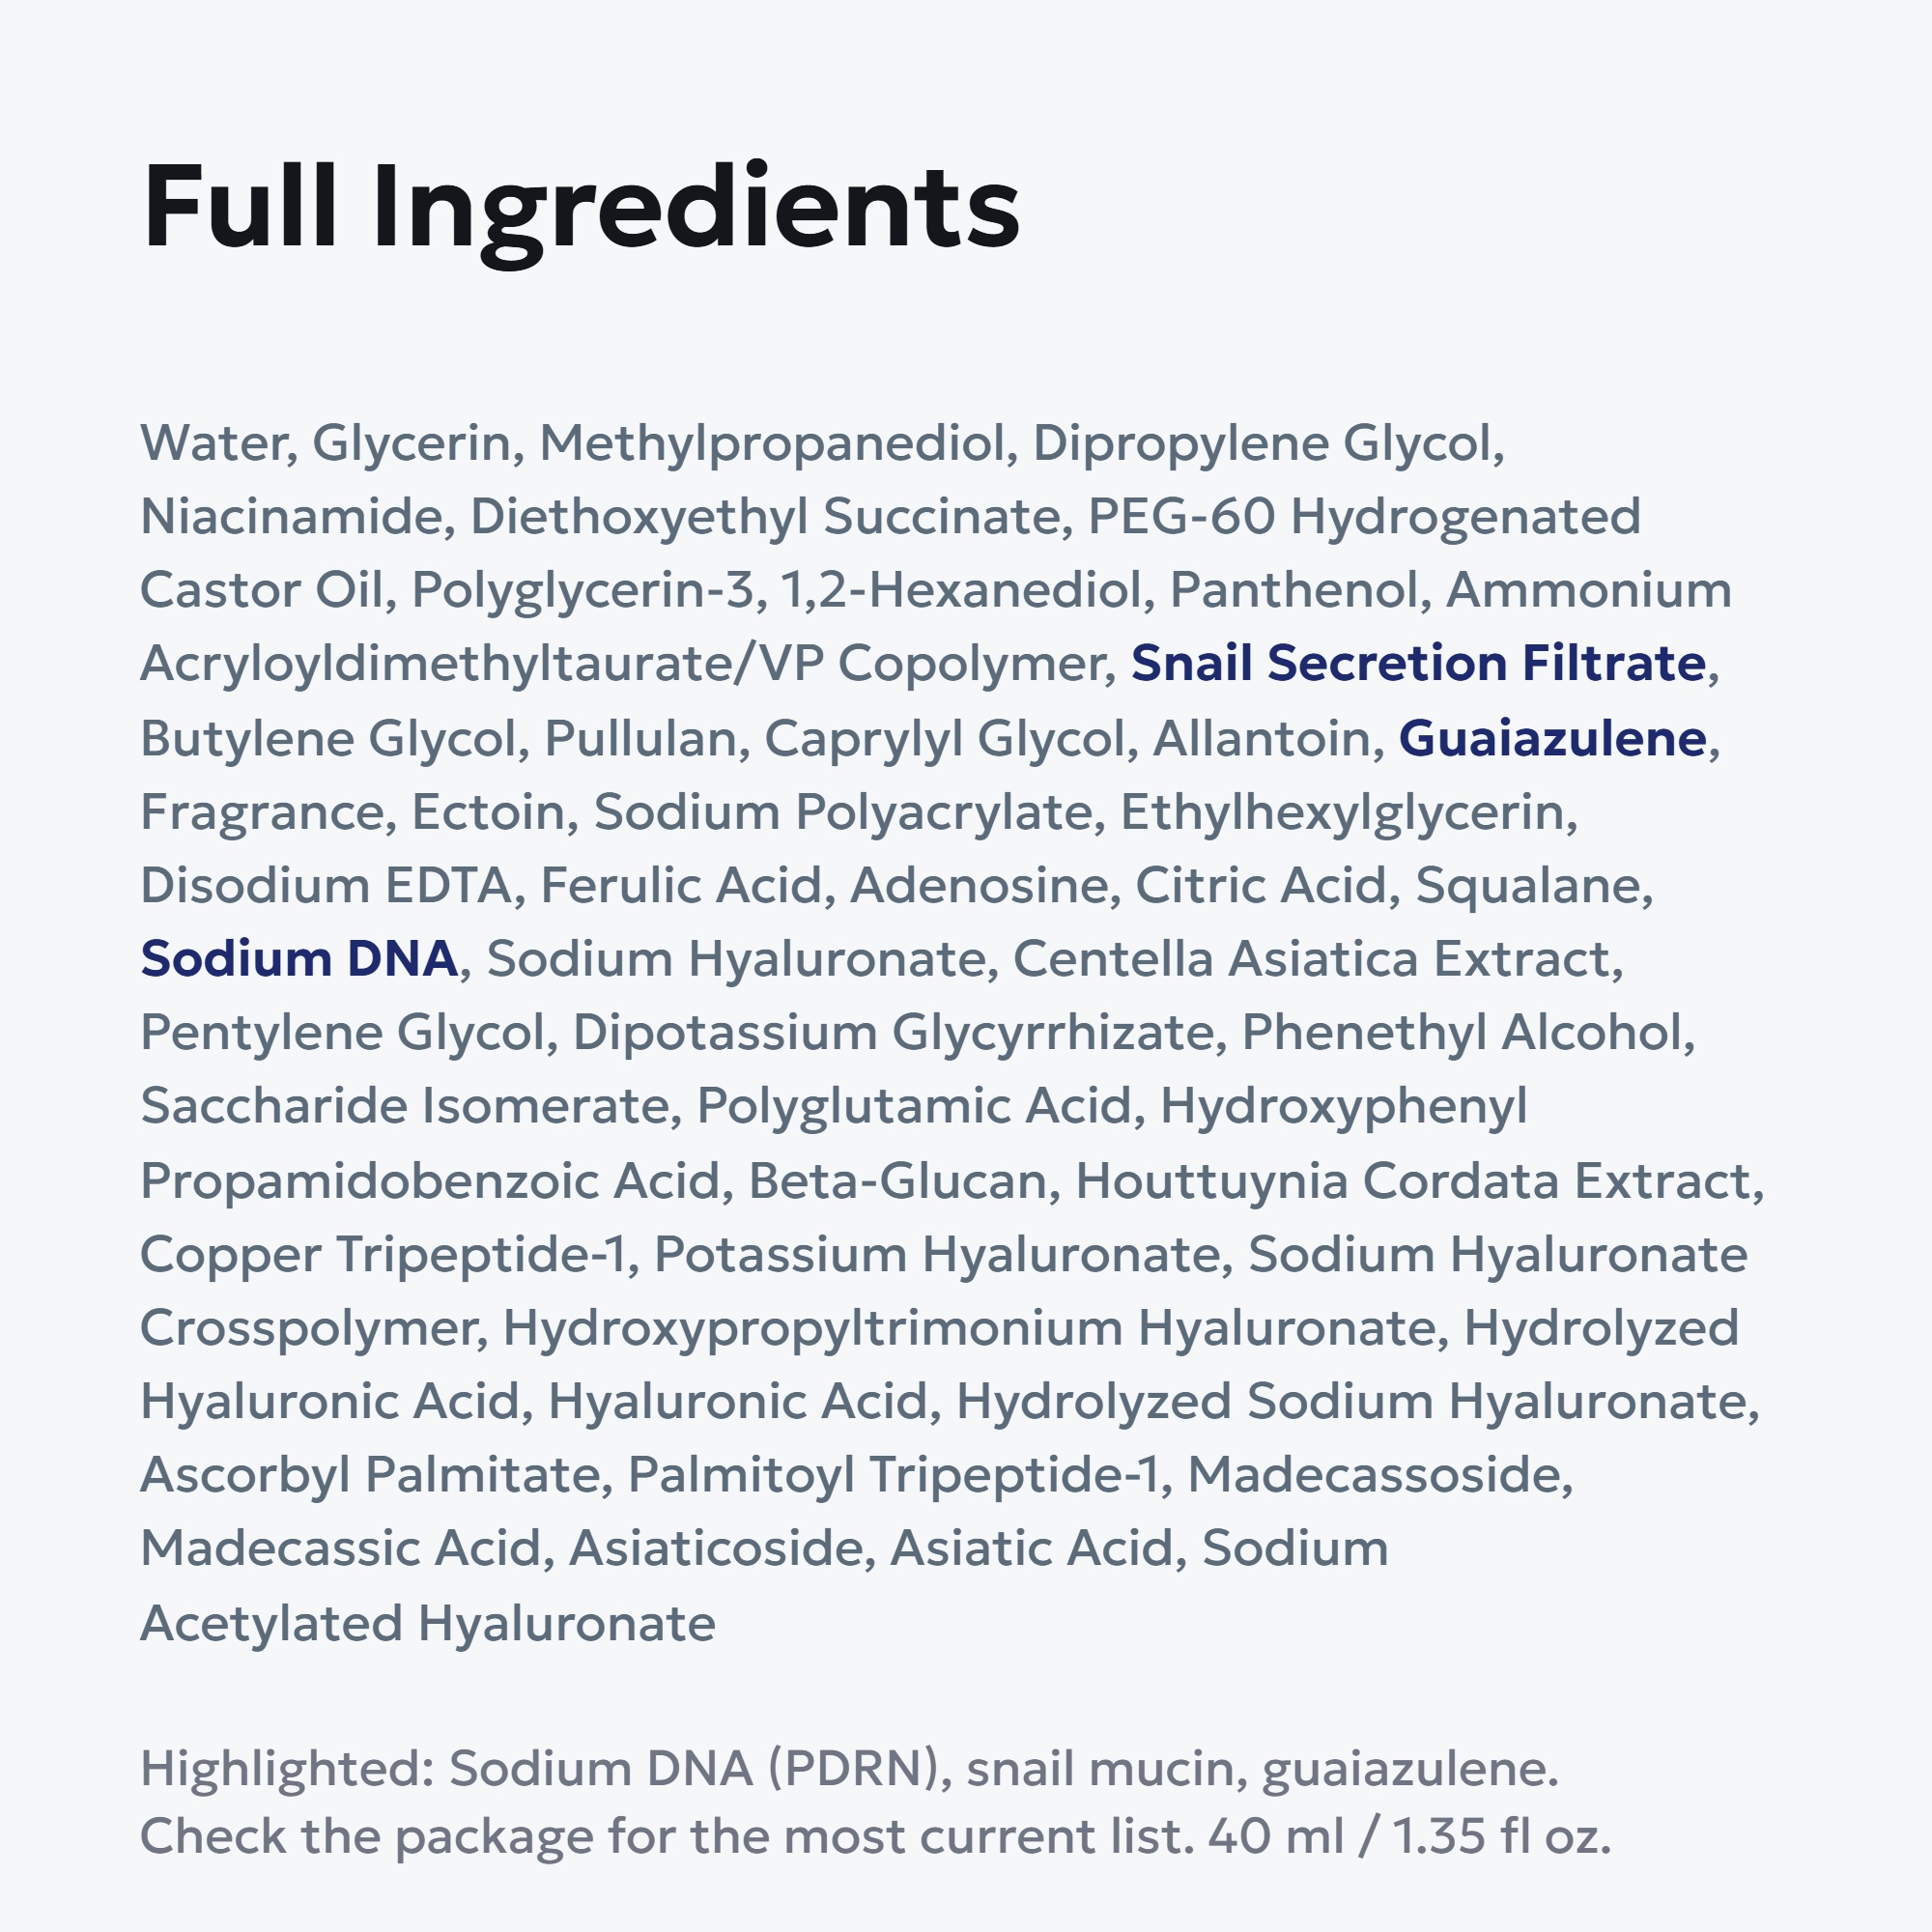 Full Ingredients
Water, Glycerin, Methylpropanediol, Dipropylene Glycol,
Niacinamide, Diethoxyethyl Succinate, PEG-60 Hydrogenated
Castor Oil, Polyglycerin-3, 1,2-Hexanediol, Panthenol, Ammonium
Acryloyldimethyltaurate/VP Copolymer, Snail Secretion Filtrate,
Butylene Glycol, Pullulan, Caprylyl Glycol, Allantoin, Guaiazulene,
Fragrance, Ectoin, Sodium Polyacrylate, Ethylhexylglycerin,
Disodium EDTA, Ferulic Acid, Adenosine, Citric Acid, Squalane,
Sodium DNA, Sodium Hyaluronate, Centella Asiatica Extract,
Pentylene Glycol, Dipotassium Glycyrrhizate, Phenethyl Alcohol,
Saccharide Isomerate, Polyglutamic Acid, Hydroxyphenyl
Propamidobenzoic Acid, Beta-Glucan, Houttuynia Cordata Extract,
Copper Tripeptide-1, Potassium Hyaluronate, Sodium Hyaluronate
Crosspolymer, Hydroxypropyltrimonium Hyaluronate, Hydrolyzed
Hyaluronic Acid, Hyaluronic Acid, Hydrolyzed Sodium Hyaluronate,
Ascorbyl Palmitate, Palmitoyl Tripeptide-1, Madecassoside,
Madecassic Acid, Asiaticoside, Asiatic Acid, Sodium
Acetylated Hyaluronate
Highlighted: Sodium DNA (PDRN), snail mucin, guaiazulene.
Check the package for the most current list. 40 ml / 1.35 fl oz.